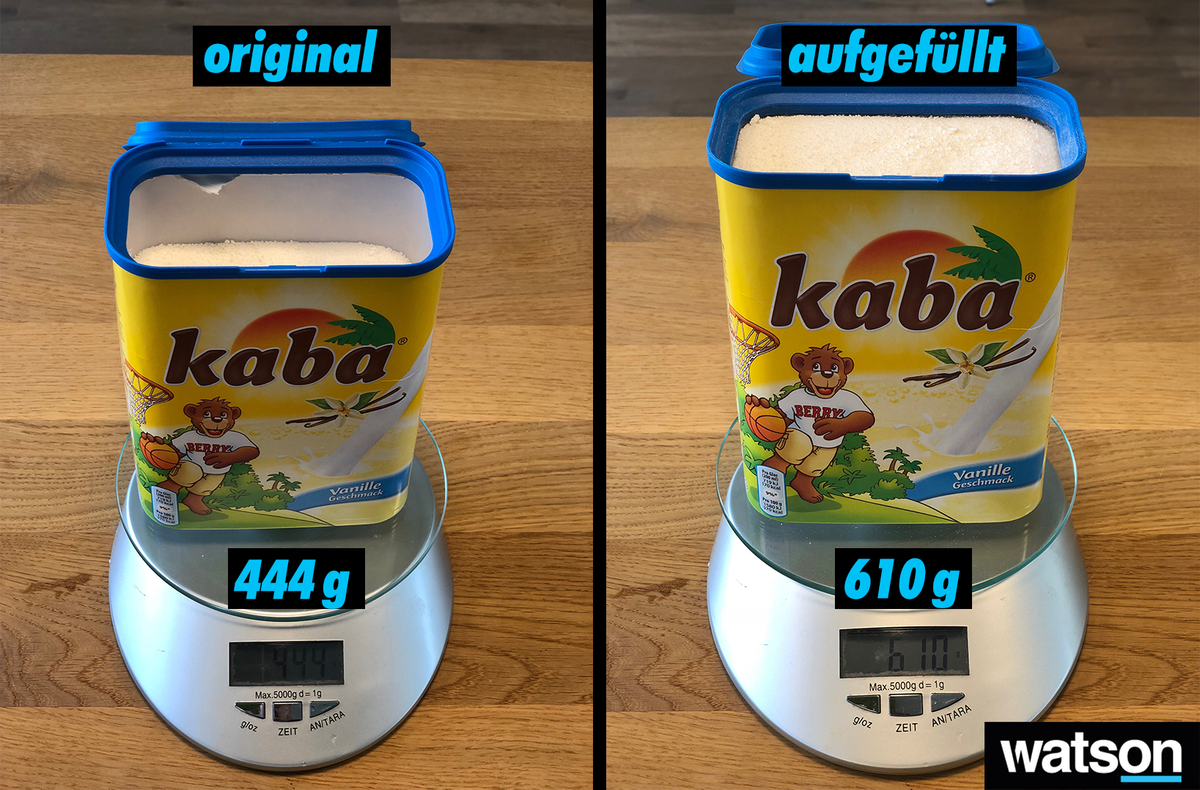 original
kaba®
BERRY
Vanille
Geschmack
444 g
444
Max.5000g d=1g
g/oz
ZEIT
AN/TARA
aufgefüllt
kaba®
BERRY
Vanille
Geschmack
610 g
610
Max.5000g d=1g
g/oz
ZEIT
AN/TARA
watson